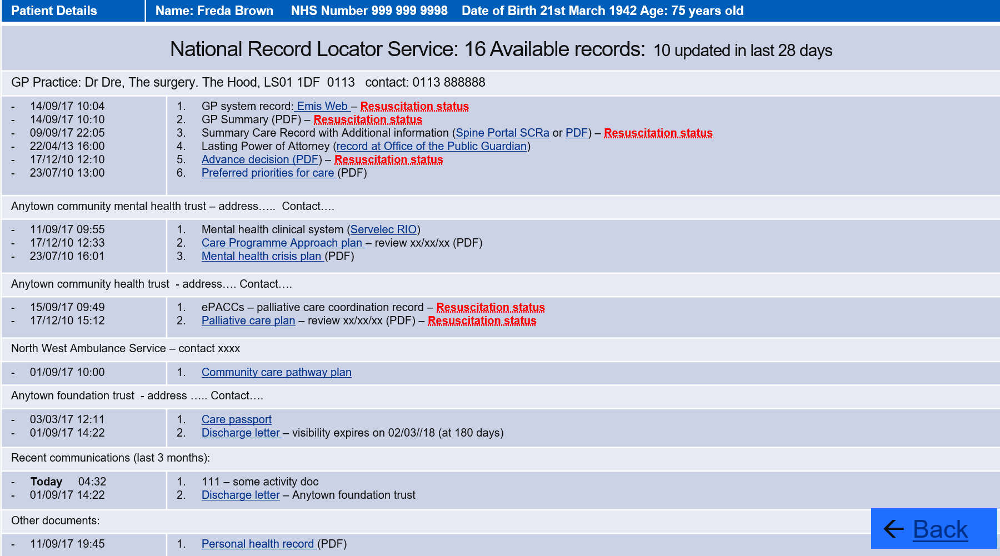 Patient Details Name: Freda Brown NHS Number 999 999 9998 Date of Birth 21st March 1942 Age: 75 years old
National Record Locator Service: 16 Available records: 10 updated in last 28 days
GP Practice: Dr Dre, The surgery. The Hood, LS01 1DF 0113 contact: 0113 888888
- 14/09/17 10:04 1. GP system record: Emis Web – Resuscitation status
- 14/09/17 10:10 2. GP Summary (PDF) – Resuscitation status
- 09/09/17 22:05 3. Summary Care Record with Additional information (Spine Portal SCRa or PDF) – Resuscitation status
- 22/04/13 16:00 4. Lasting Power of Attorney (record at Office of the Public Guardian)
- 17/12/10 12:10 5. Advance decision (PDF) – Resuscitation status
- 23/07/10 13:00 6. Preferred priorities for care (PDF)
Anytown community mental health trust – address….. Contact….
- 11/09/17 09:55 1. Mental health clinical system (Servelec RIO)
- 17/12/10 12:33 2. Care Programme Approach plan – review xx/xx/xx (PDF)
- 23/07/10 16:01 3. Mental health crisis plan (PDF)
Anytown community health trust - address…. Contact….
- 15/09/17 09:49 1. ePACCs – palliative care coordination record – Resuscitation status
- 17/12/10 15:12 2. Palliative care plan – review xx/xx/xx (PDF) – Resuscitation status
North West Ambulance Service – contact xxxx
- 01/09/17 10:00 1. Community care pathway plan
Anytown foundation trust - address ….. Contact….
- 03/03/17 12:11 1. Care passport
- 01/09/17 14:22 2. Discharge letter – visibility expires on 02/03//18 (at 180 days)
Recent communications (last 3 months):
- Today 04:32 1. 111 – some activity doc
- 01/09/17 14:22 2. Discharge letter – Anytown foundation trust
Other documents:
- 11/09/17 19:45 1. Personal health record (PDF)
← Back